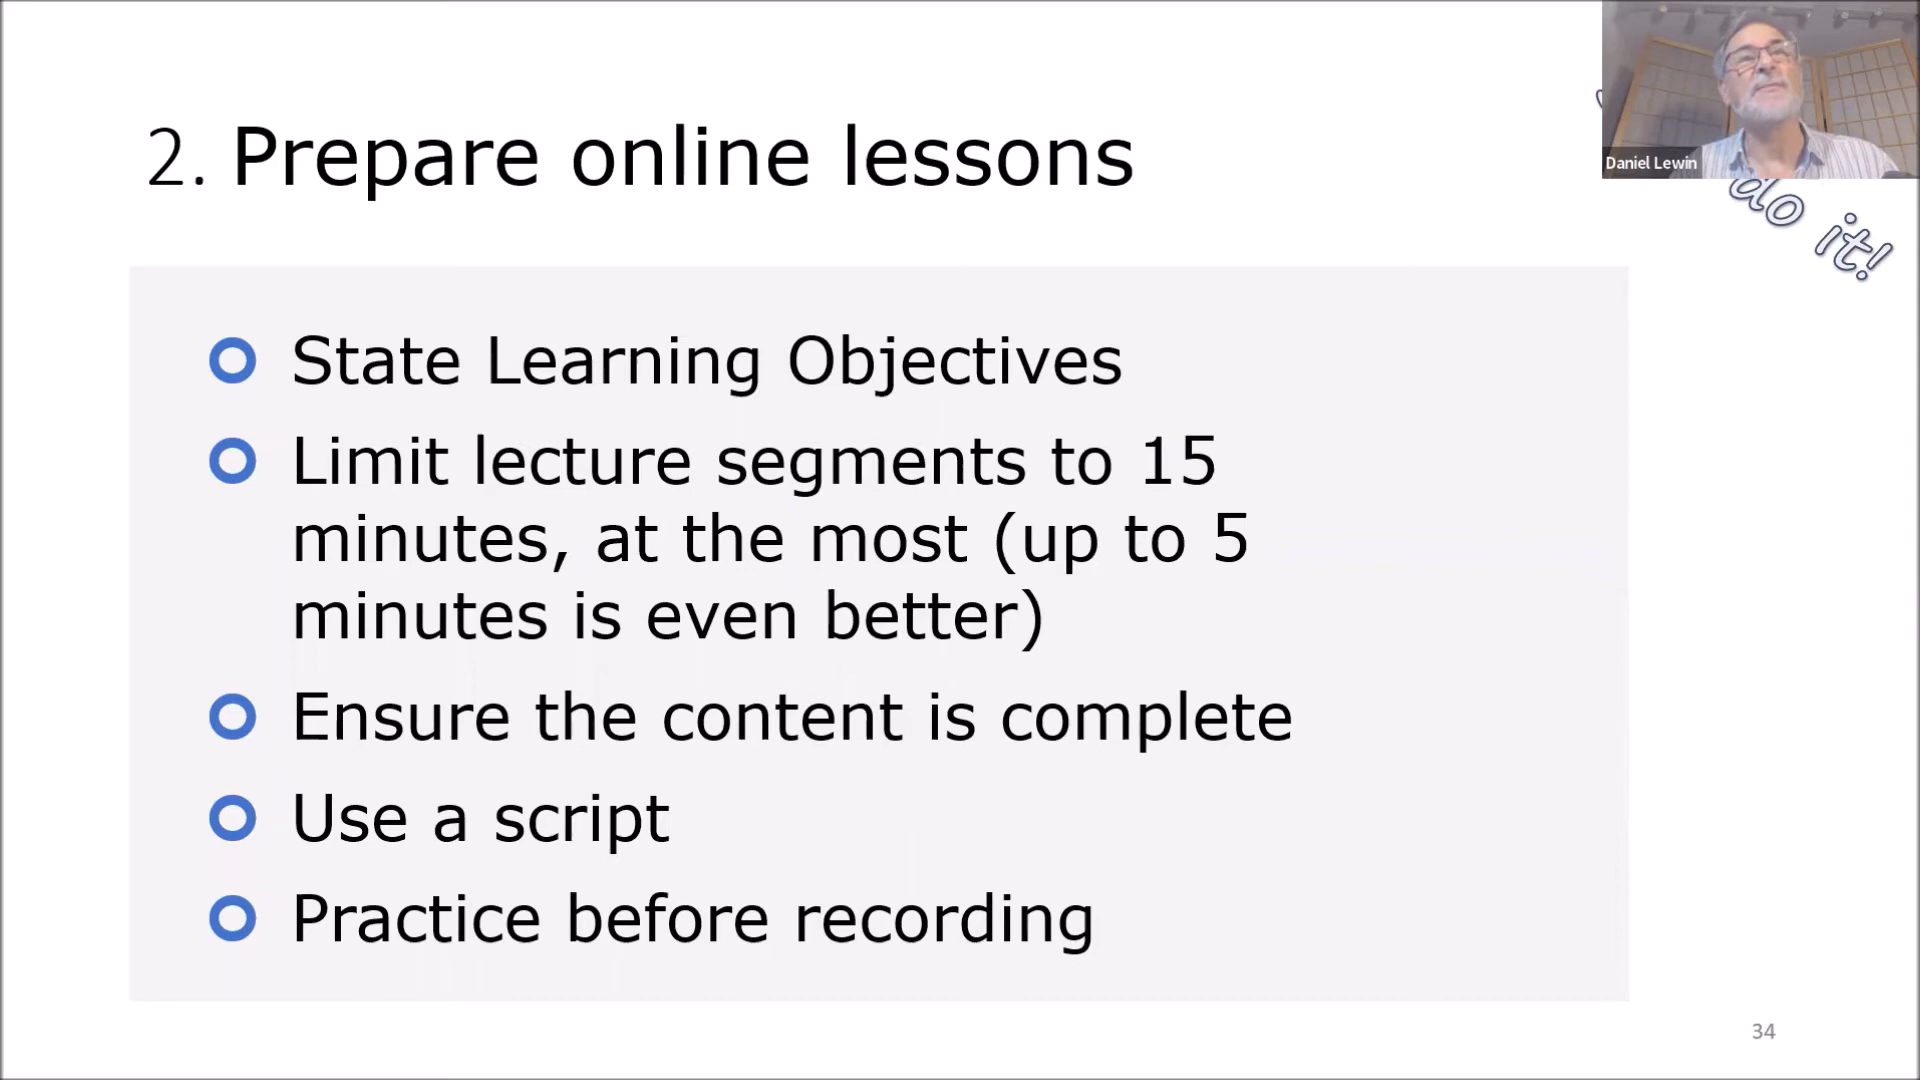 Daniel Lewin
2. Prepare online lessons
do it!
State Learning Objectives
Limit lecture segments to 15
minutes, at the most (up to 5
minutes is even better)
Ensure the content is complete
Use a script
Practice before recording
34